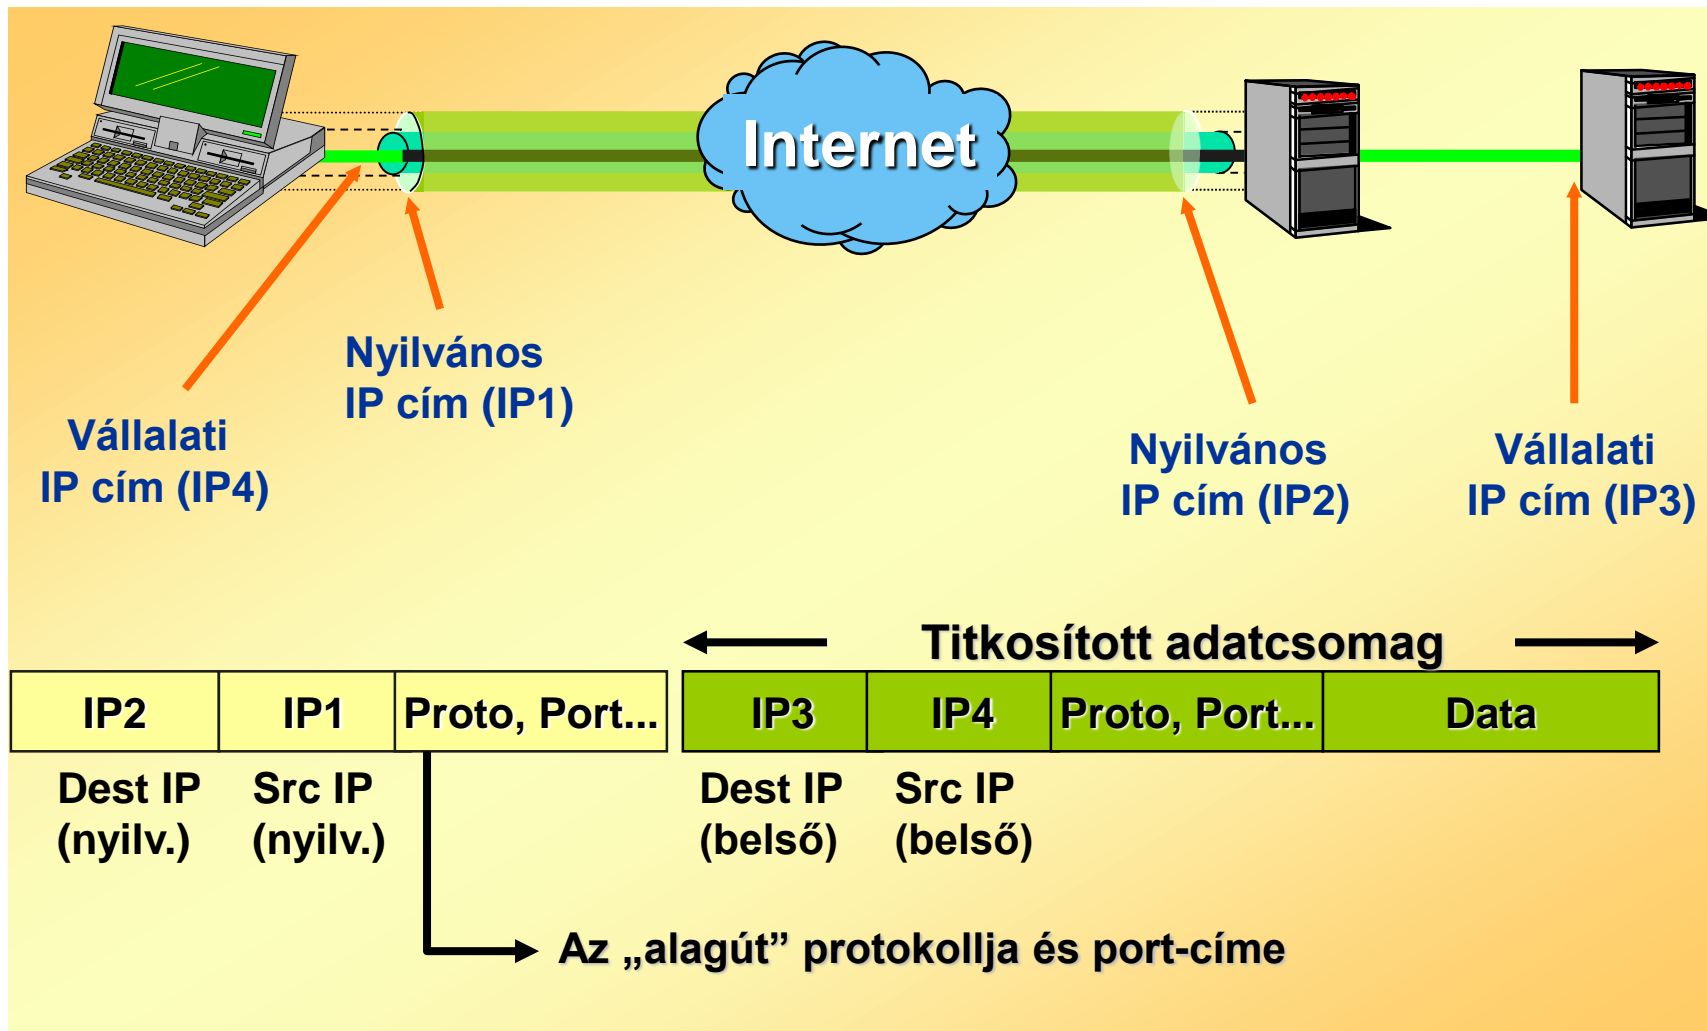 Internet
Nyilvános
IP cím (IP1)
Vállalati
IP cím (IP4)
Nyilvános
IP cím (IP2)
Vállalati
IP cím (IP3)
Titkosított adatcsomag
IP2
IP1
Proto, Port...
IP3
IP4
Proto, Port...
Data
Dest IP
(nyilv.)
Src IP
(nyilv.)
Dest IP
(belső)
Src IP
(belső)
Az „alagút” protokollja és port-címe